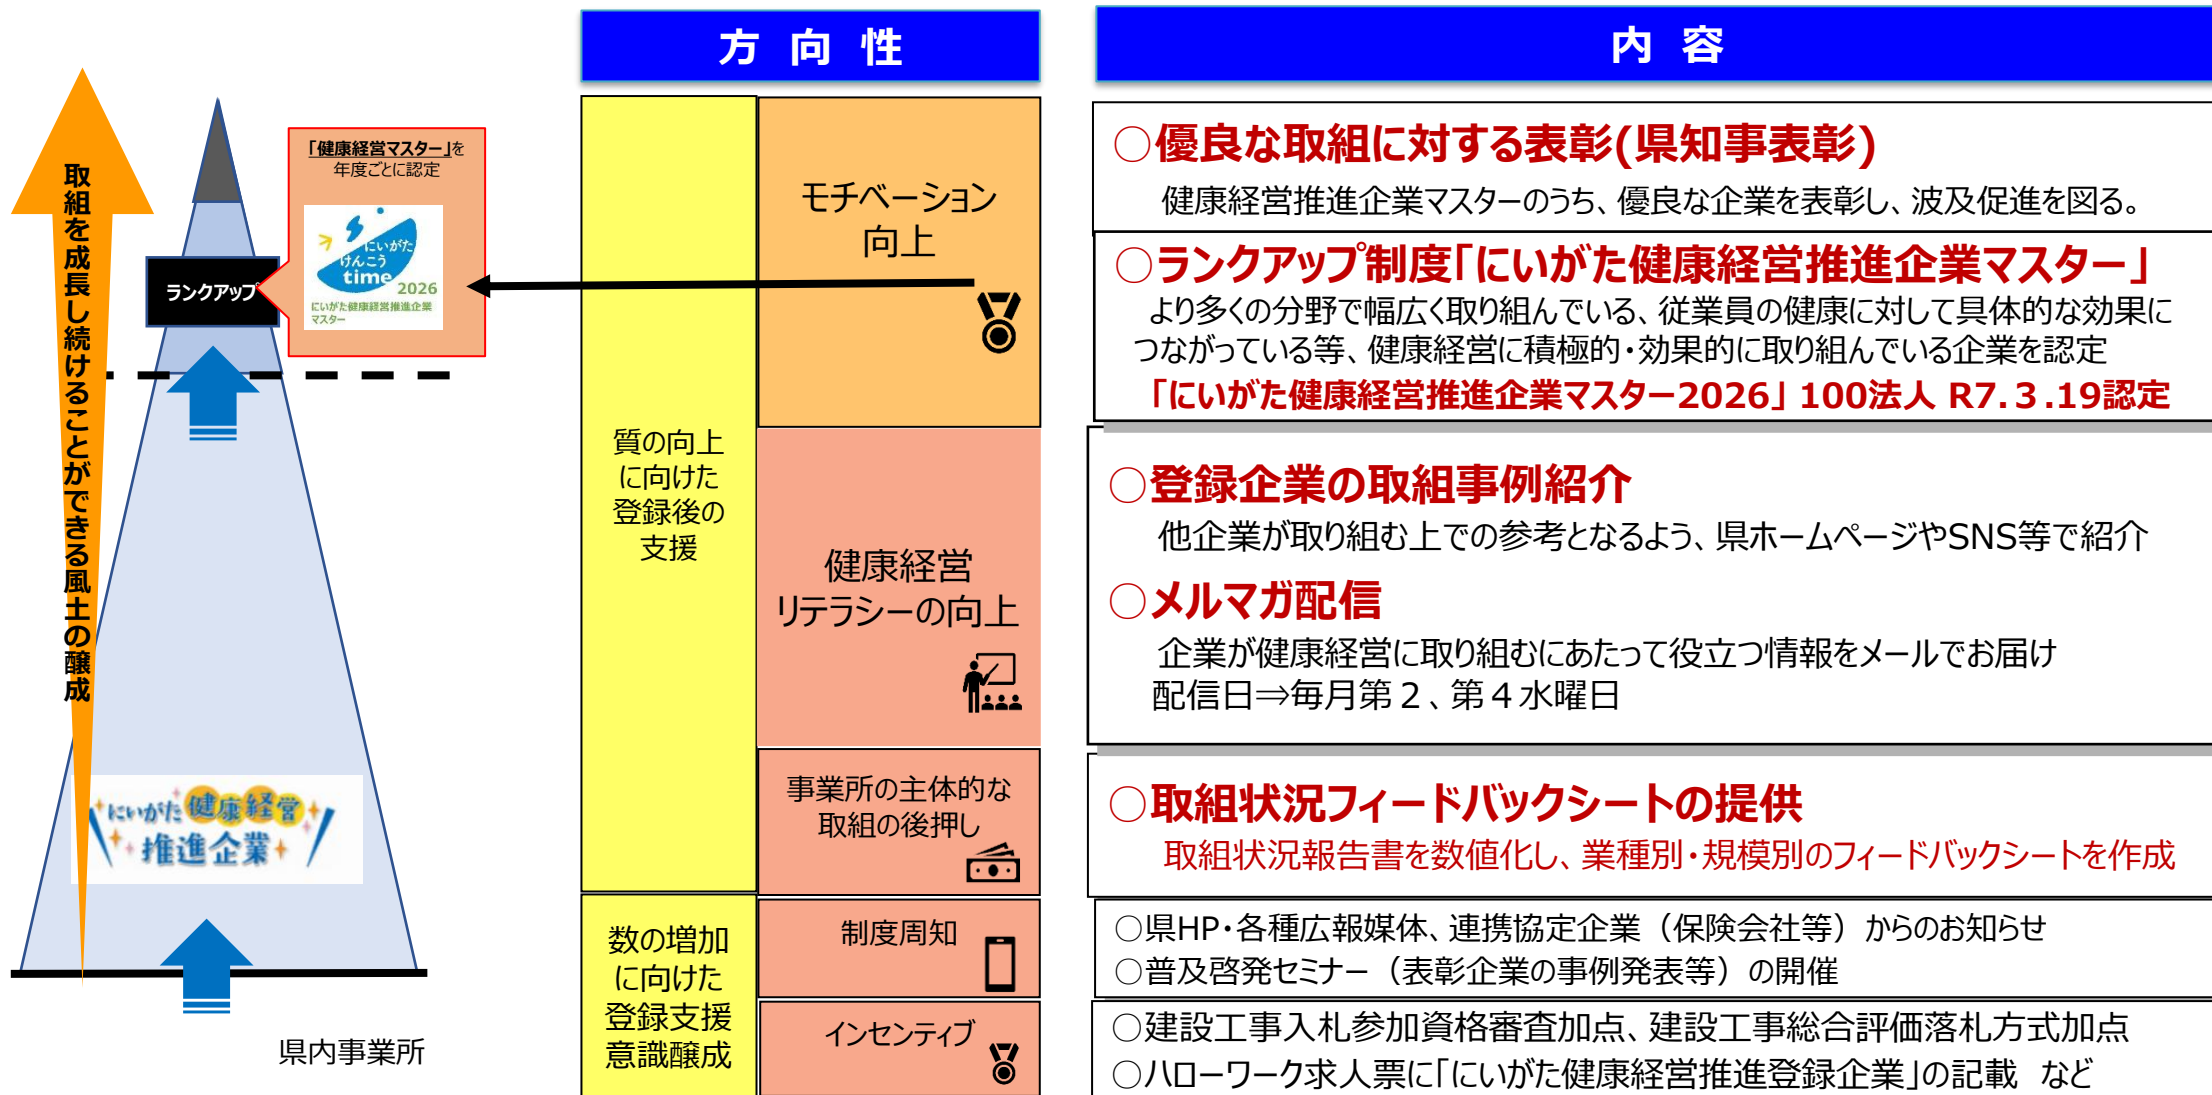 取組を成長し続けることができる風土の醸成
「健康経営マスター」を
年度ごとに認定
にいがた
けんこう
time
2026
にいがた健康経営推進企業
マスター
ランクアップ
にいがた健康経営
推進企業
県内事業所
方 向 性
質の向上
に向けた
登録後の
支援
モチベーション
向上
健康経営
リテラシーの向上
事業所の主体的な
取組の後押し
数の増加
に向けた
登録支援
意識醸成
制度周知
インセンティブ
内 容
○優良な取組に対する表彰(県知事表彰)
健康経営推進企業マスターのうち、優良な企業を表彰し、波及促進を図る。
○ランクアップ制度「にいがた健康経営推進企業マスター」
より多くの分野で幅広く取り組んでいる、従業員の健康に対して具体的な効果に
つながっている等、健康経営に積極的・効果的に取り組んでいる企業を認定
「にいがた健康経営推進企業マスター2026」 100法人 R7.３.19認定
○登録企業の取組事例紹介
他企業が取り組む上での参考となるよう、県ホームページやSNS等で紹介
○メルマガ配信
企業が健康経営に取り組むにあたって役立つ情報をメールでお届け
配信日⇒毎月第２、第４水曜日
○取組状況フィードバックシートの提供
取組状況報告書を数値化し、業種別・規模別のフィードバックシートを作成
○県HP・各種広報媒体、連携協定企業（保険会社等）からのお知らせ
○普及啓発セミナー（表彰企業の事例発表等）の開催
○建設工事入札参加資格審査加点、建設工事総合評価落札方式加点
○ハローワーク求人票に「にいがた健康経営推進登録企業」の記載 など